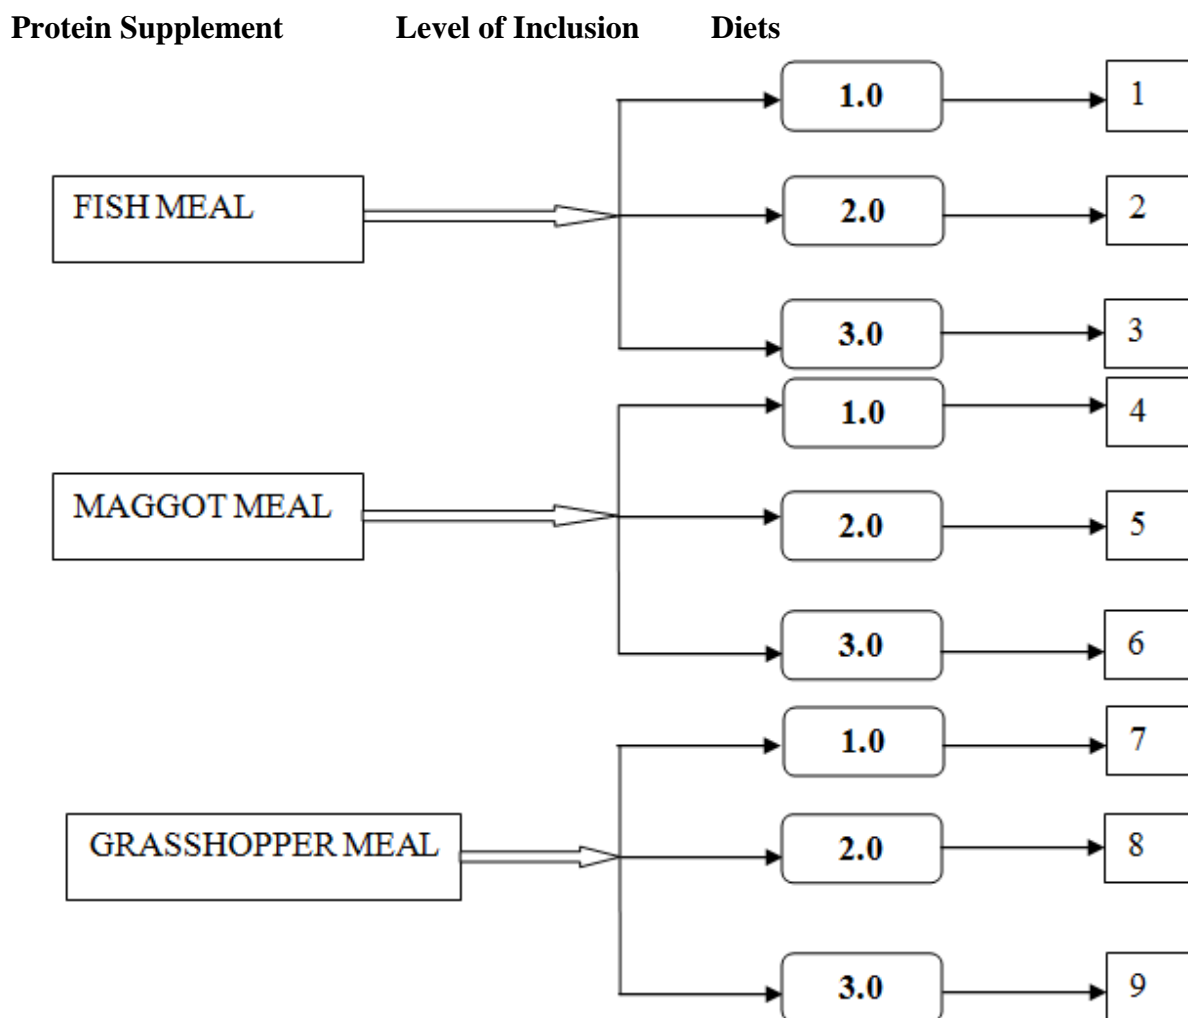 Protein Supplement Level of Inclusion Diets
1.0 1
FISH MEAL 2.0 2
3.0 3
1.0 4
MAGGOT MEAL 2.0 5
3.0 6
1.0 7
GRASSHOPPER MEAL 2.0 8
3.0 9